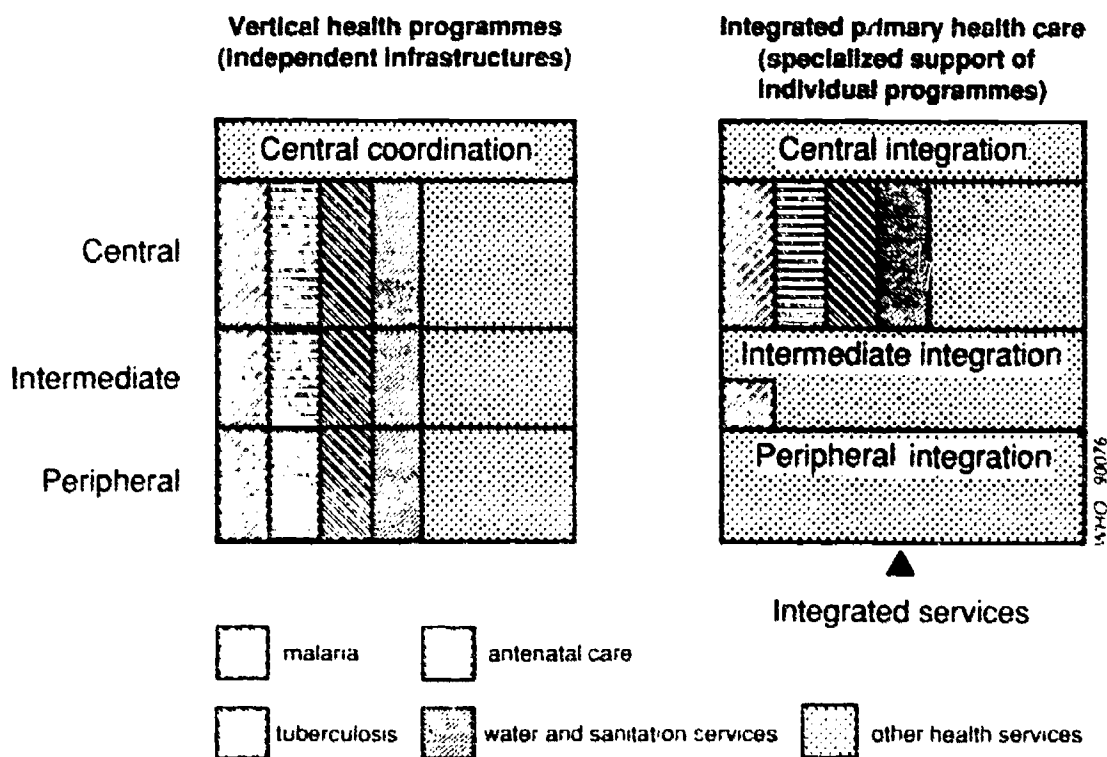 Vertical health programmes
(independent infrastructures)
Integrated primary health care
(specialized support of
individual programmes)
Central coordination
Central
Intermediate
Peripheral
Central integration
Intermediate integration
Peripheral integration
WHO 90076
Integrated services
malaria
antenatal care
tuberculosis
water and sanitation services
other health services